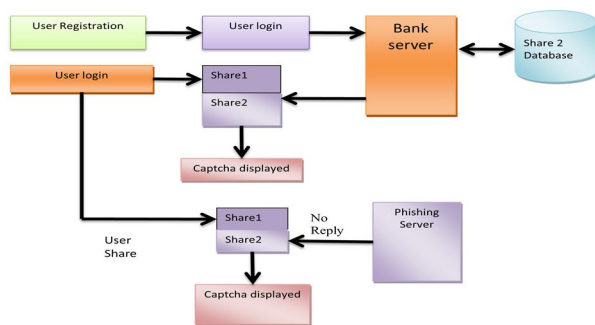 User Registration
User login
Bank
server
Share 2
Database
User login
Share1
Share2
Captcha displayed
Share1
Share2
No
Reply
Phishing
Server
User
Share
Captcha displayed